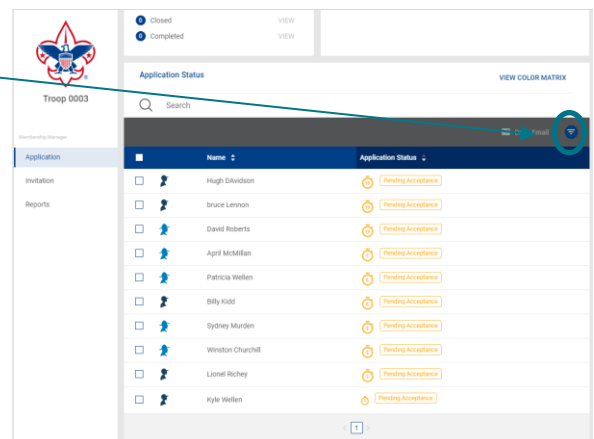 0 Closed VIEW
0 Completed VIEW
Application Status
VIEW COLOR MATRIX
Troop 0003
Search
Membership Manager
Email
Application
Name
Application Status
Invitation
Reports
Hugh DAvidson Pending Acceptance
bruce Lennon Pending Acceptance
David Roberts Pending Acceptance
April McMillan Pending Acceptance
Patricia Wellen Pending Acceptance
Billy Kidd Pending Acceptance
Sydney Murden Pending Acceptance
Winston Churchill Pending Acceptance
Lionel Richey Pending Acceptance
Kyle Wellen Pending Acceptance
‹ 1 ›